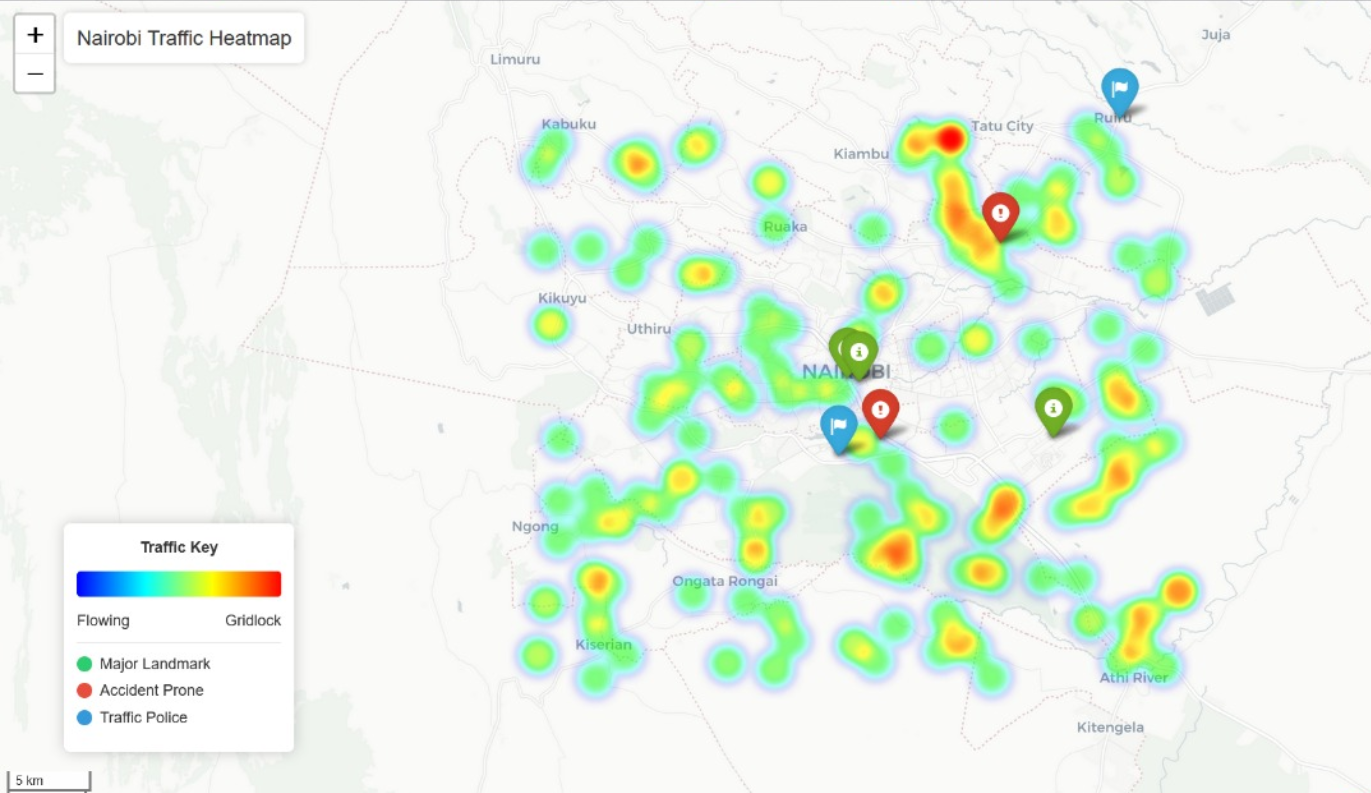 +
Nairobi Traffic Heatmap
−
Juja
Limuru
Ruiru
Kabuku
Tatu City
Kiambu
Ruaka
Kikuyu
Uthiru
NAIROBI
Ngong
Traffic Key
Flowing
Gridlock
Major Landmark
Accident Prone
Traffic Police
Ongata Rongai
Kiserian
Athi River
Kitengela
5 km